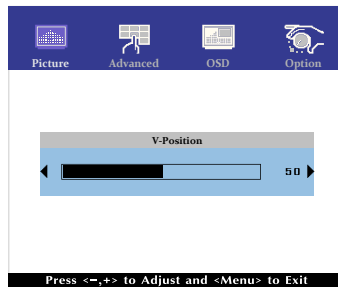 Picture Advanced OSD Option
V-Position
50
Press <−,+> to Adjust and <Menu> to Exit